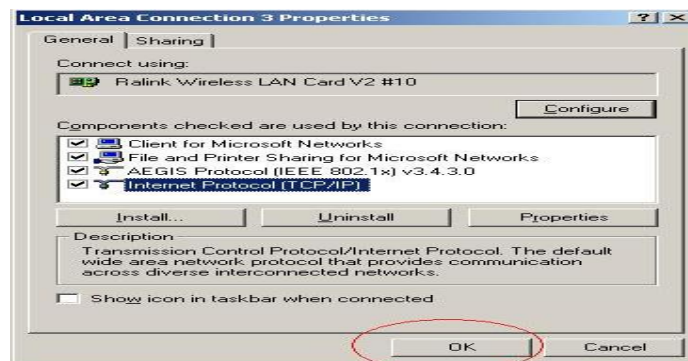 Local Area Connection 3 Properties
General Sharing
Connect using:
Ralink Wireless LAN Card V2 #10
Configure
Components checked are used by this connection:
Client for Microsoft Networks
File and Printer Sharing for Microsoft Networks
AEGIS Protocol (IEEE 802.1x) v3.4.3.0
Internet Protocol (TCP/IP)
Install... Uninstall Properties
Description
Transmission Control Protocol/Internet Protocol. The default
wide area network protocol that provides communication
across diverse interconnected networks.
Show icon in taskbar when connected
OK Cancel